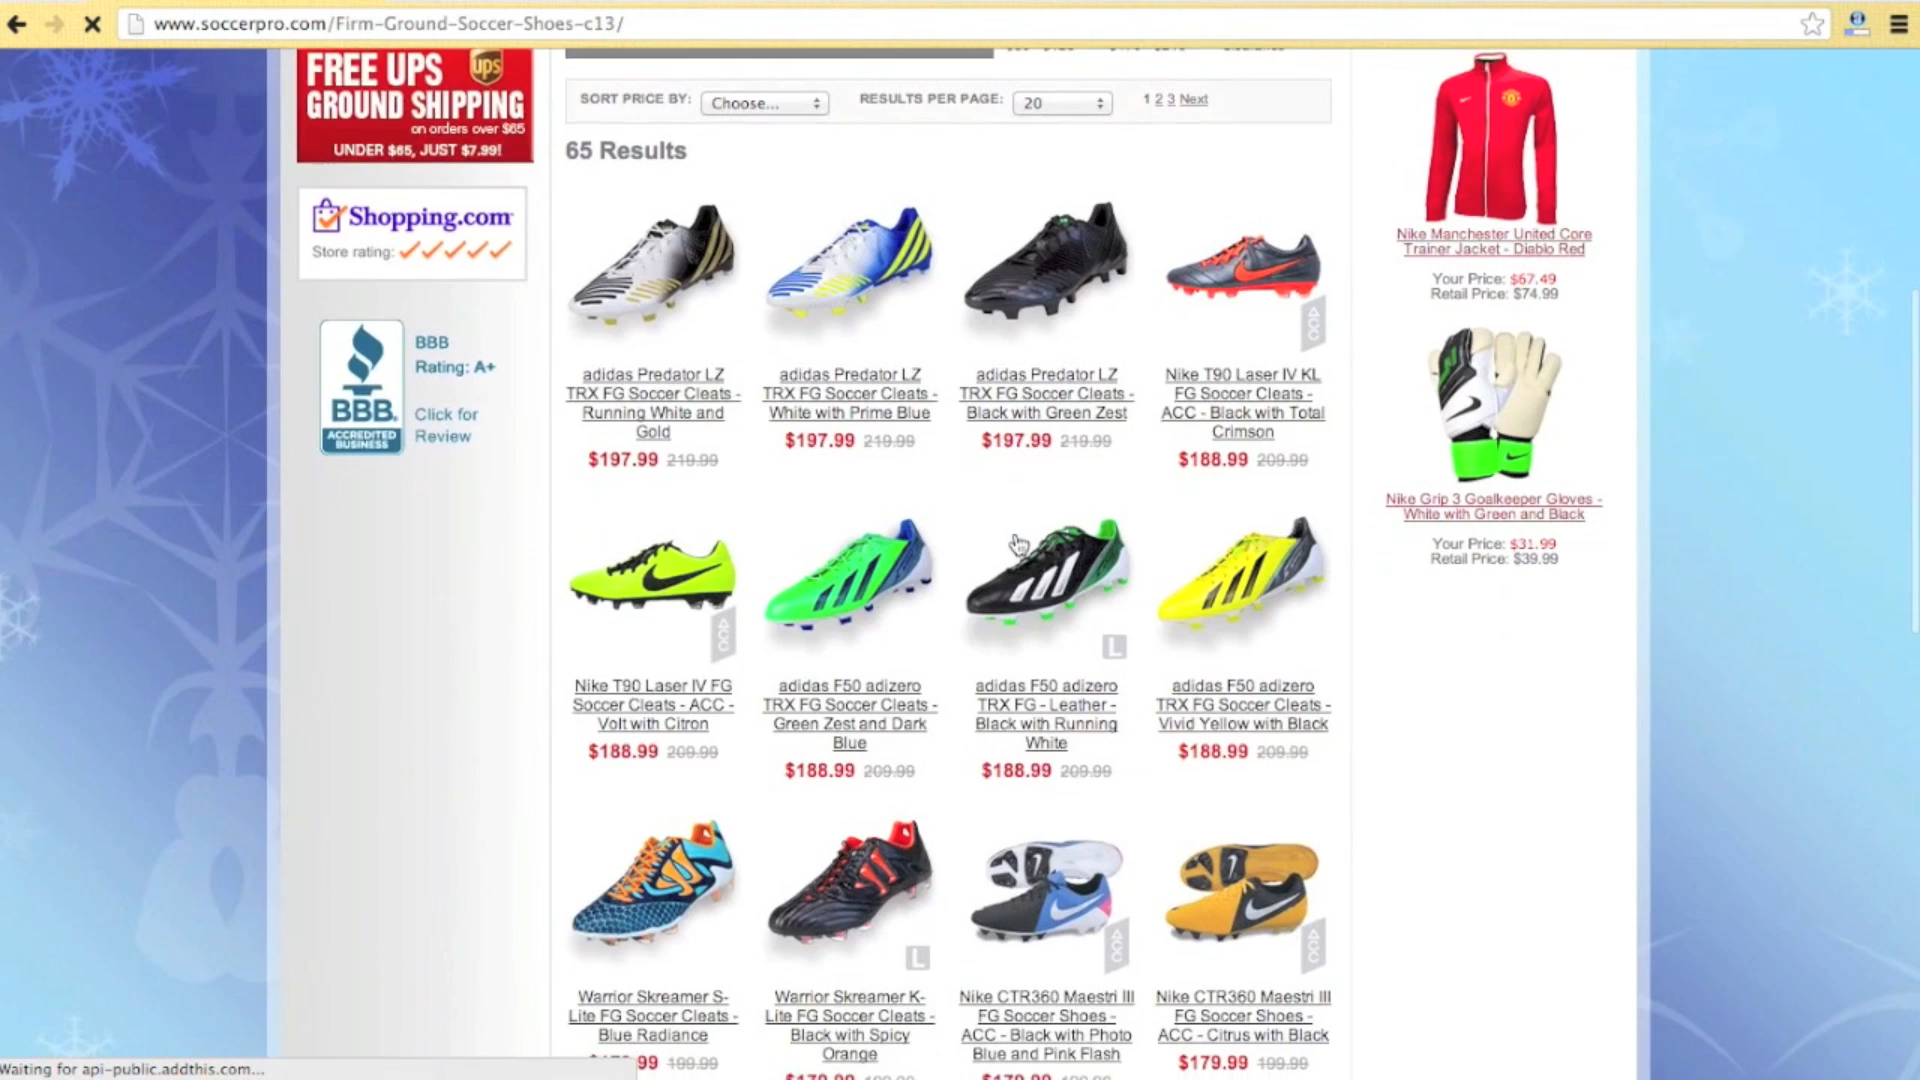 www.soccerpro.com/Firm-Ground-Soccer-Shoes-c13/
FREE UPS
ups
GROUND SHIPPING
on orders over $65
UNDER $65, JUST $7.99!
Shopping.com
Store rating:
BBB
Rating: A+
Click for
Review
BBB.
ACCREDITED
BUSINESS
SORT PRICE BY: Choose... RESULTS PER PAGE: 20 1 2 3 Next
65 Results
adidas Predator LZ
TRX FG Soccer Cleats -
Running White and
Gold
$197.99 219.99
adidas Predator LZ
TRX FG Soccer Cleats -
White with Prime Blue
$197.99 219.99
adidas Predator LZ
TRX FG Soccer Cleats -
Black with Green Zest
$197.99 219.99
ACC
Nike T90 Laser IV KL
FG Soccer Cleats -
ACC - Black with Total
Crimson
$188.99 209.99
ACC
Nike T90 Laser IV FG
Soccer Cleats - ACC -
Volt with Citron
$188.99 209.99
adidas F50 adizero
TRX FG Soccer Cleats -
Green Zest and Dark
Blue
$188.99 209.99
L
adidas F50 adizero
TRX FG - Leather -
Black with Running
White
$188.99 209.99
adidas F50 adizero
TRX FG Soccer Cleats -
Vivid Yellow with Black
$188.99 209.99
Warrior Skreamer S-
Lite FG Soccer Cleats -
Blue Radiance
99 199.99
L
Warrior Skreamer K-
Lite FG Soccer Cleats -
Black with Spicy
Orange
ACC
Nike CTR360 Maestri III
FG Soccer Shoes -
ACC - Black with Photo
Blue and Pink Flash
ACC
Nike CTR360 Maestri III
FG Soccer Shoes -
ACC - Citrus with Black
$179.99 199.99
Nike Manchester United Core
Trainer Jacket - Diablo Red
Your Price: $67.49
Retail Price: $74.99
Nike Grip 3 Goalkeeper Gloves -
White with Green and Black
Your Price: $31.99
Retail Price: $39.99
Waiting for api-public.addthis.com...